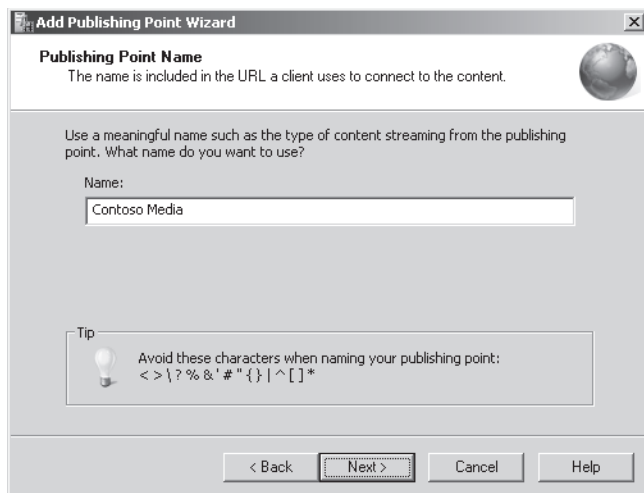 Add Publishing Point Wizard
Publishing Point Name
The name is included in the URL a client uses to connect to the content.
Use a meaningful name such as the type of content streaming from the publishing
point. What name do you want to use?
Name:
Contoso Media
Tip
Avoid these characters when naming your publishing point:
< > \ ? % & ' # " { } | ^ [ ] *
< Back
Next >
Cancel
Help